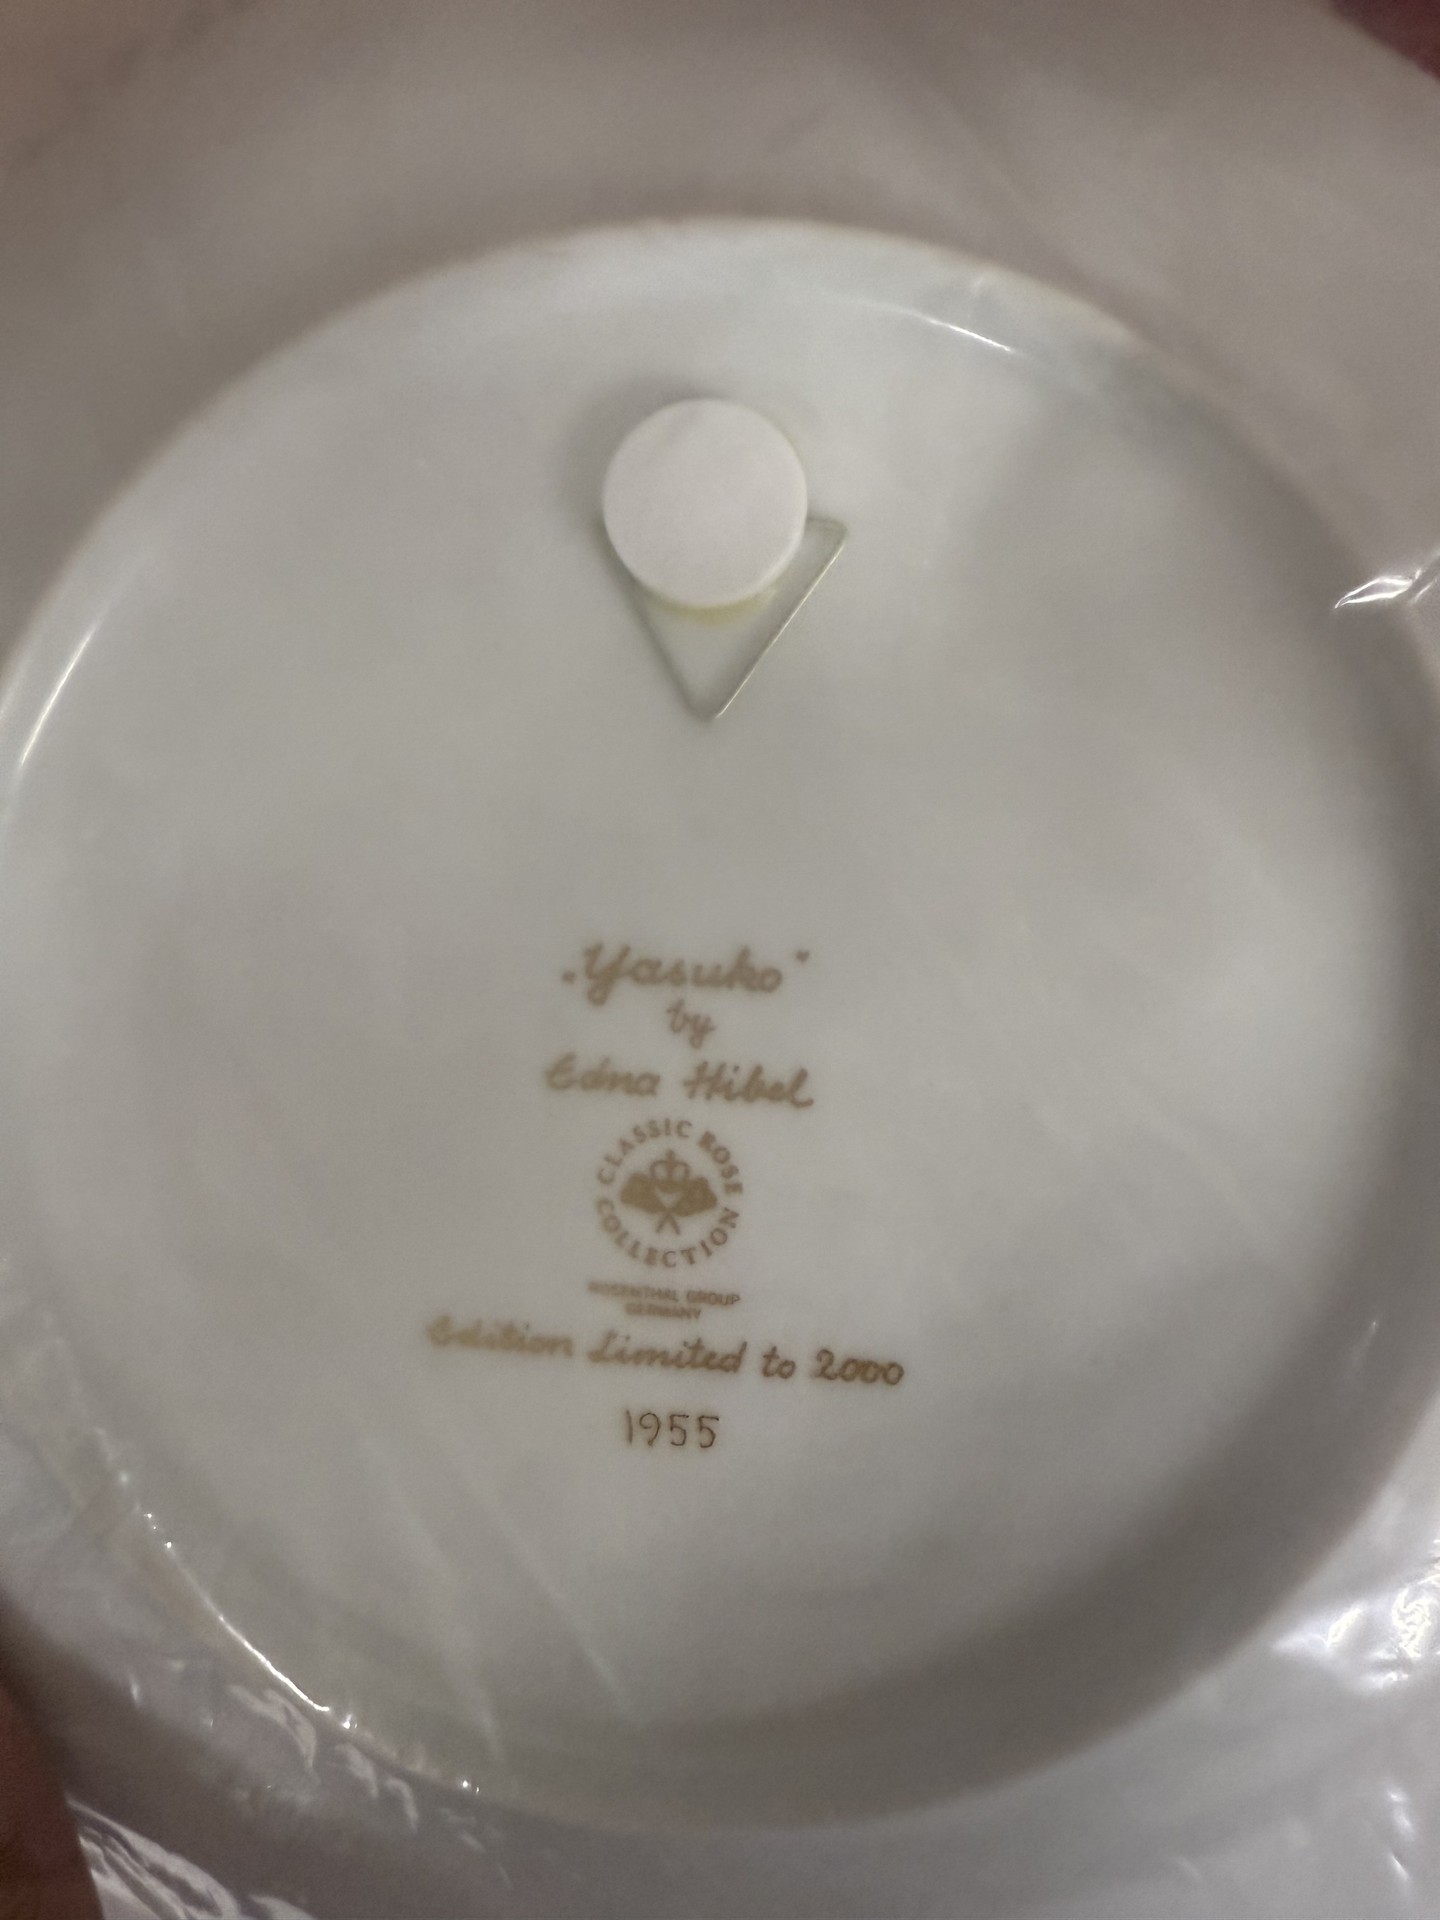 „Yasuko"
by
Edna Hibel
CLASSIC ROSE
COLLECTION
ROSENTHAL GROUP
GERMANY
Edition Limited to 2000
1955